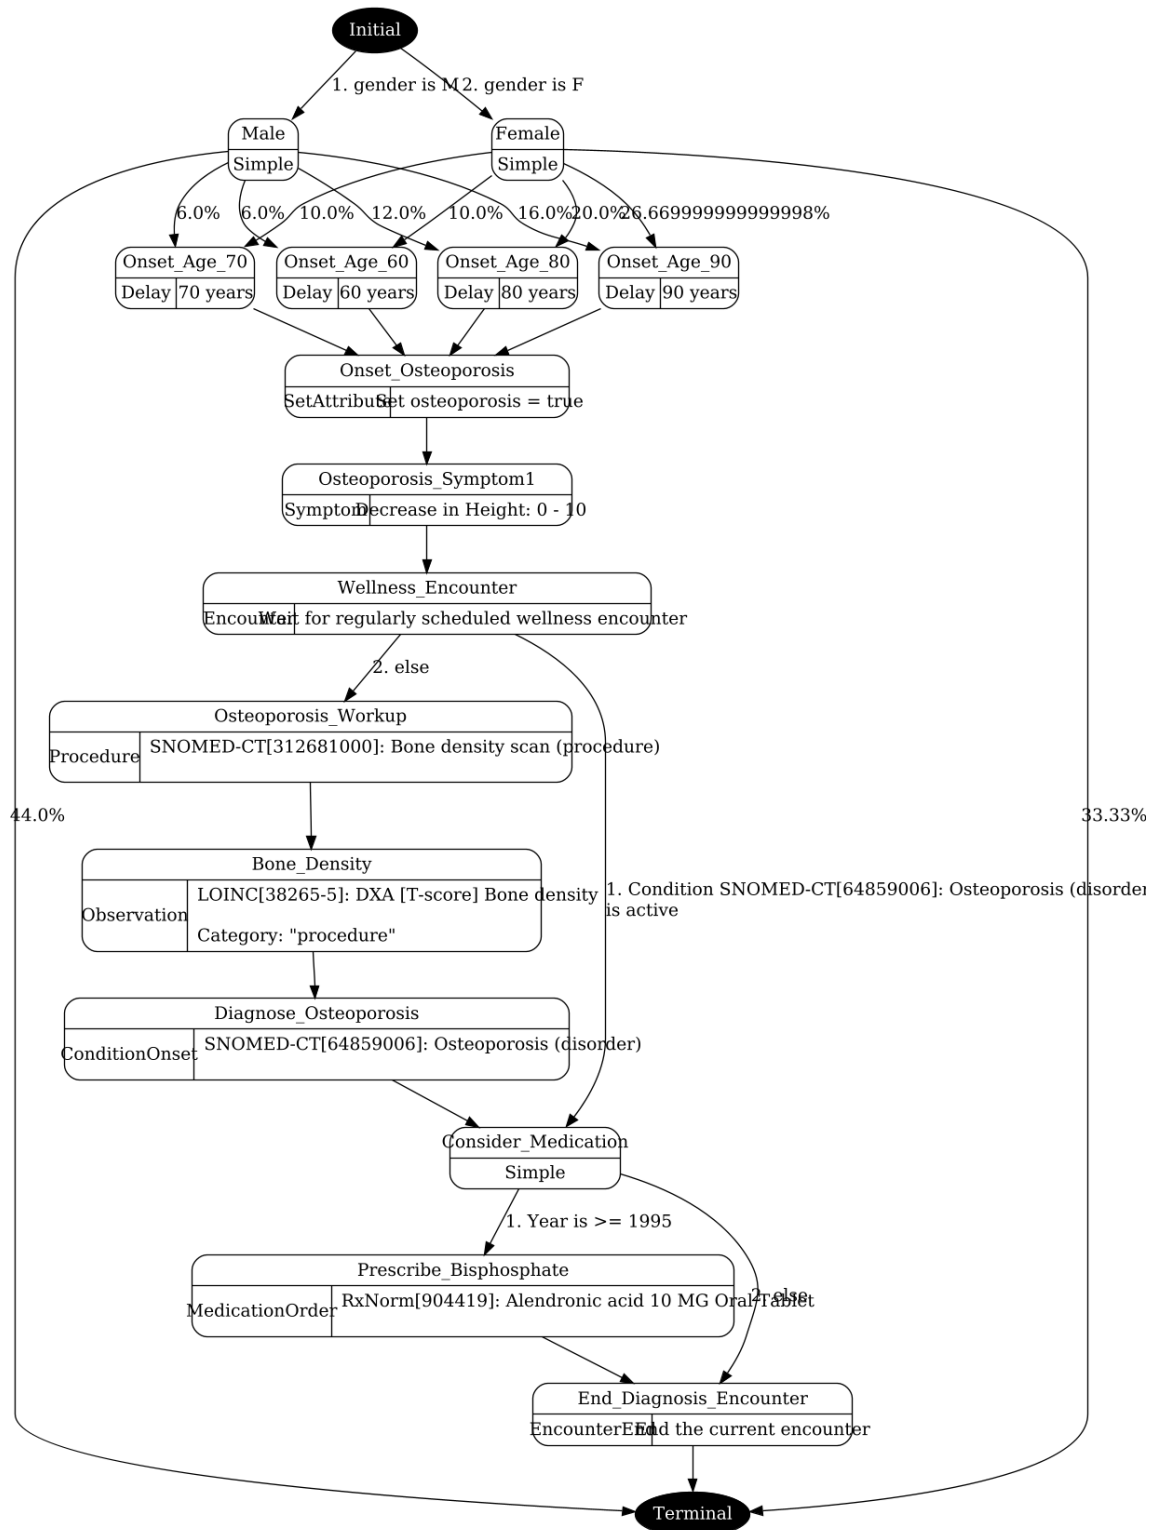 Initial
1. gender is M
2. gender is F
Male
Simple
Female
Simple
6.0%
6.0%
10.0%
12.0%
10.0%
16.0%
20.0%
26.669999999999998%
Onset_Age_70
Delay
70 years
Onset_Age_60
Delay
60 years
Onset_Age_80
Delay
80 years
Onset_Age_90
Delay
90 years
Onset_Osteoporosis
SetAttribute
Set osteoporosis = true
Osteoporosis_Symptom1
Symptom
Decrease in Height: 0 - 10
Wellness_Encounter
Encounter
Wait for regularly scheduled wellness encounter
2. else
Osteoporosis_Workup
Procedure
SNOMED-CT[312681000]: Bone density scan (procedure)
44.0%
33.33%
Bone_Density
Observation
LOINC[38265-5]: DXA [T-score] Bone density
Category: "procedure"
1. Condition SNOMED-CT[64859006]: Osteoporosis (disorder
is active
Diagnose_Osteoporosis
ConditionOnset
SNOMED-CT[64859006]: Osteoporosis (disorder)
Consider_Medication
Simple
1. Year is >= 1995
Prescribe_Bisphosphate
MedicationOrder
RxNorm[904419]: Alendronic acid 10 MG Oral Tablet
2. else
End_Diagnosis_Encounter
EncounterEnd
End the current encounter
Terminal